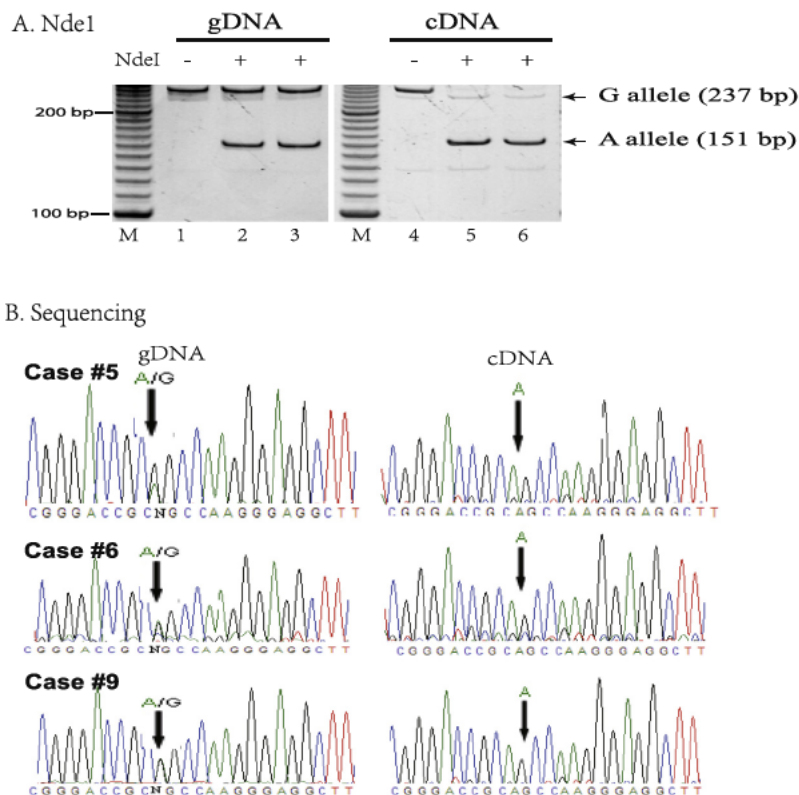 A. Nde1
gDNA
cDNA
NdeI - + + - + +
200 bp
G allele (237 bp)
A allele (151 bp)
100 bp
M 1 2 3 M 4 5 6
B. Sequencing
gDNA
cDNA
Case #5
A/G
A
CGGGACCGCNGCCAAGGGAGGCTT
CGGGACCGCAGCCAAGGGAGGCTT
Case #6
A/G
A
CGGGACCGCNGCCAAGGGAGGCTT
CGGGACCGCAGCCAAGGGAGGCTT
Case #9
A/G
A
CGGGACCGCNGCCAAGGGAGGCTT
CGGGACCGCAGCCAAGGGAGGCTT